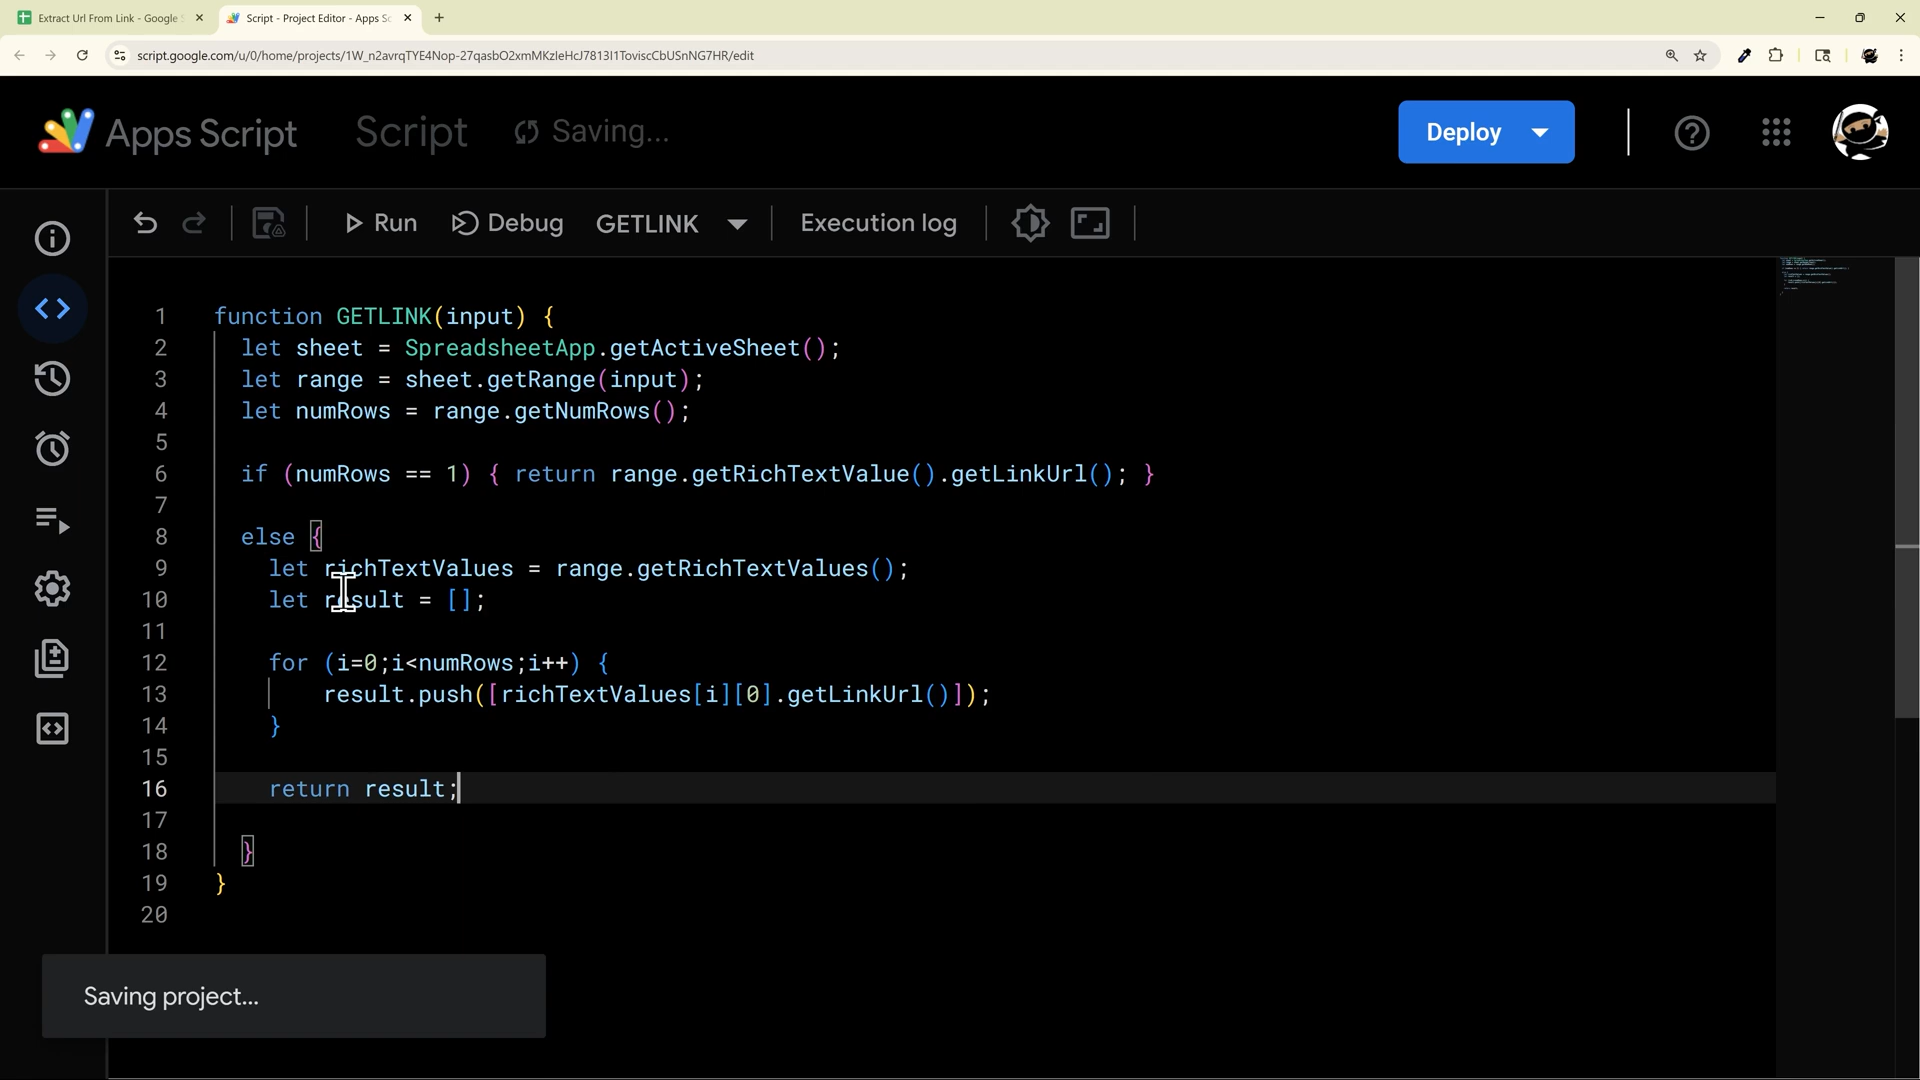 Extract Url From Link - Google S
Script - Project Editor - Apps Sc
script.google.com/u/0/home/projects/1W_n2avrqTYE4Nop-27qasbO2xmMKzIeHcJ7813I1ToviscCbUSnNG7HR/edit
Apps Script
Script
Saving...
Deploy
Run
Debug
GETLINK
Execution log
1 function GETLINK(input) {
2 let sheet = SpreadsheetApp.getActiveSheet();
3 let range = sheet.getRange(input);
4 let numRows = range.getNumRows();
5
6 if (numRows == 1) { return range.getRichTextValue().getLinkUrl(); }
7
8 else {
9 let richTextValues = range.getRichTextValues();
10 let result = [];
11
12 for (i=0;i<numRows;i++) {
13 result.push([richTextValues[i][0].getLinkUrl()]);
14 }
15
16 return result;
17
18 }
19 }
20
Saving project...